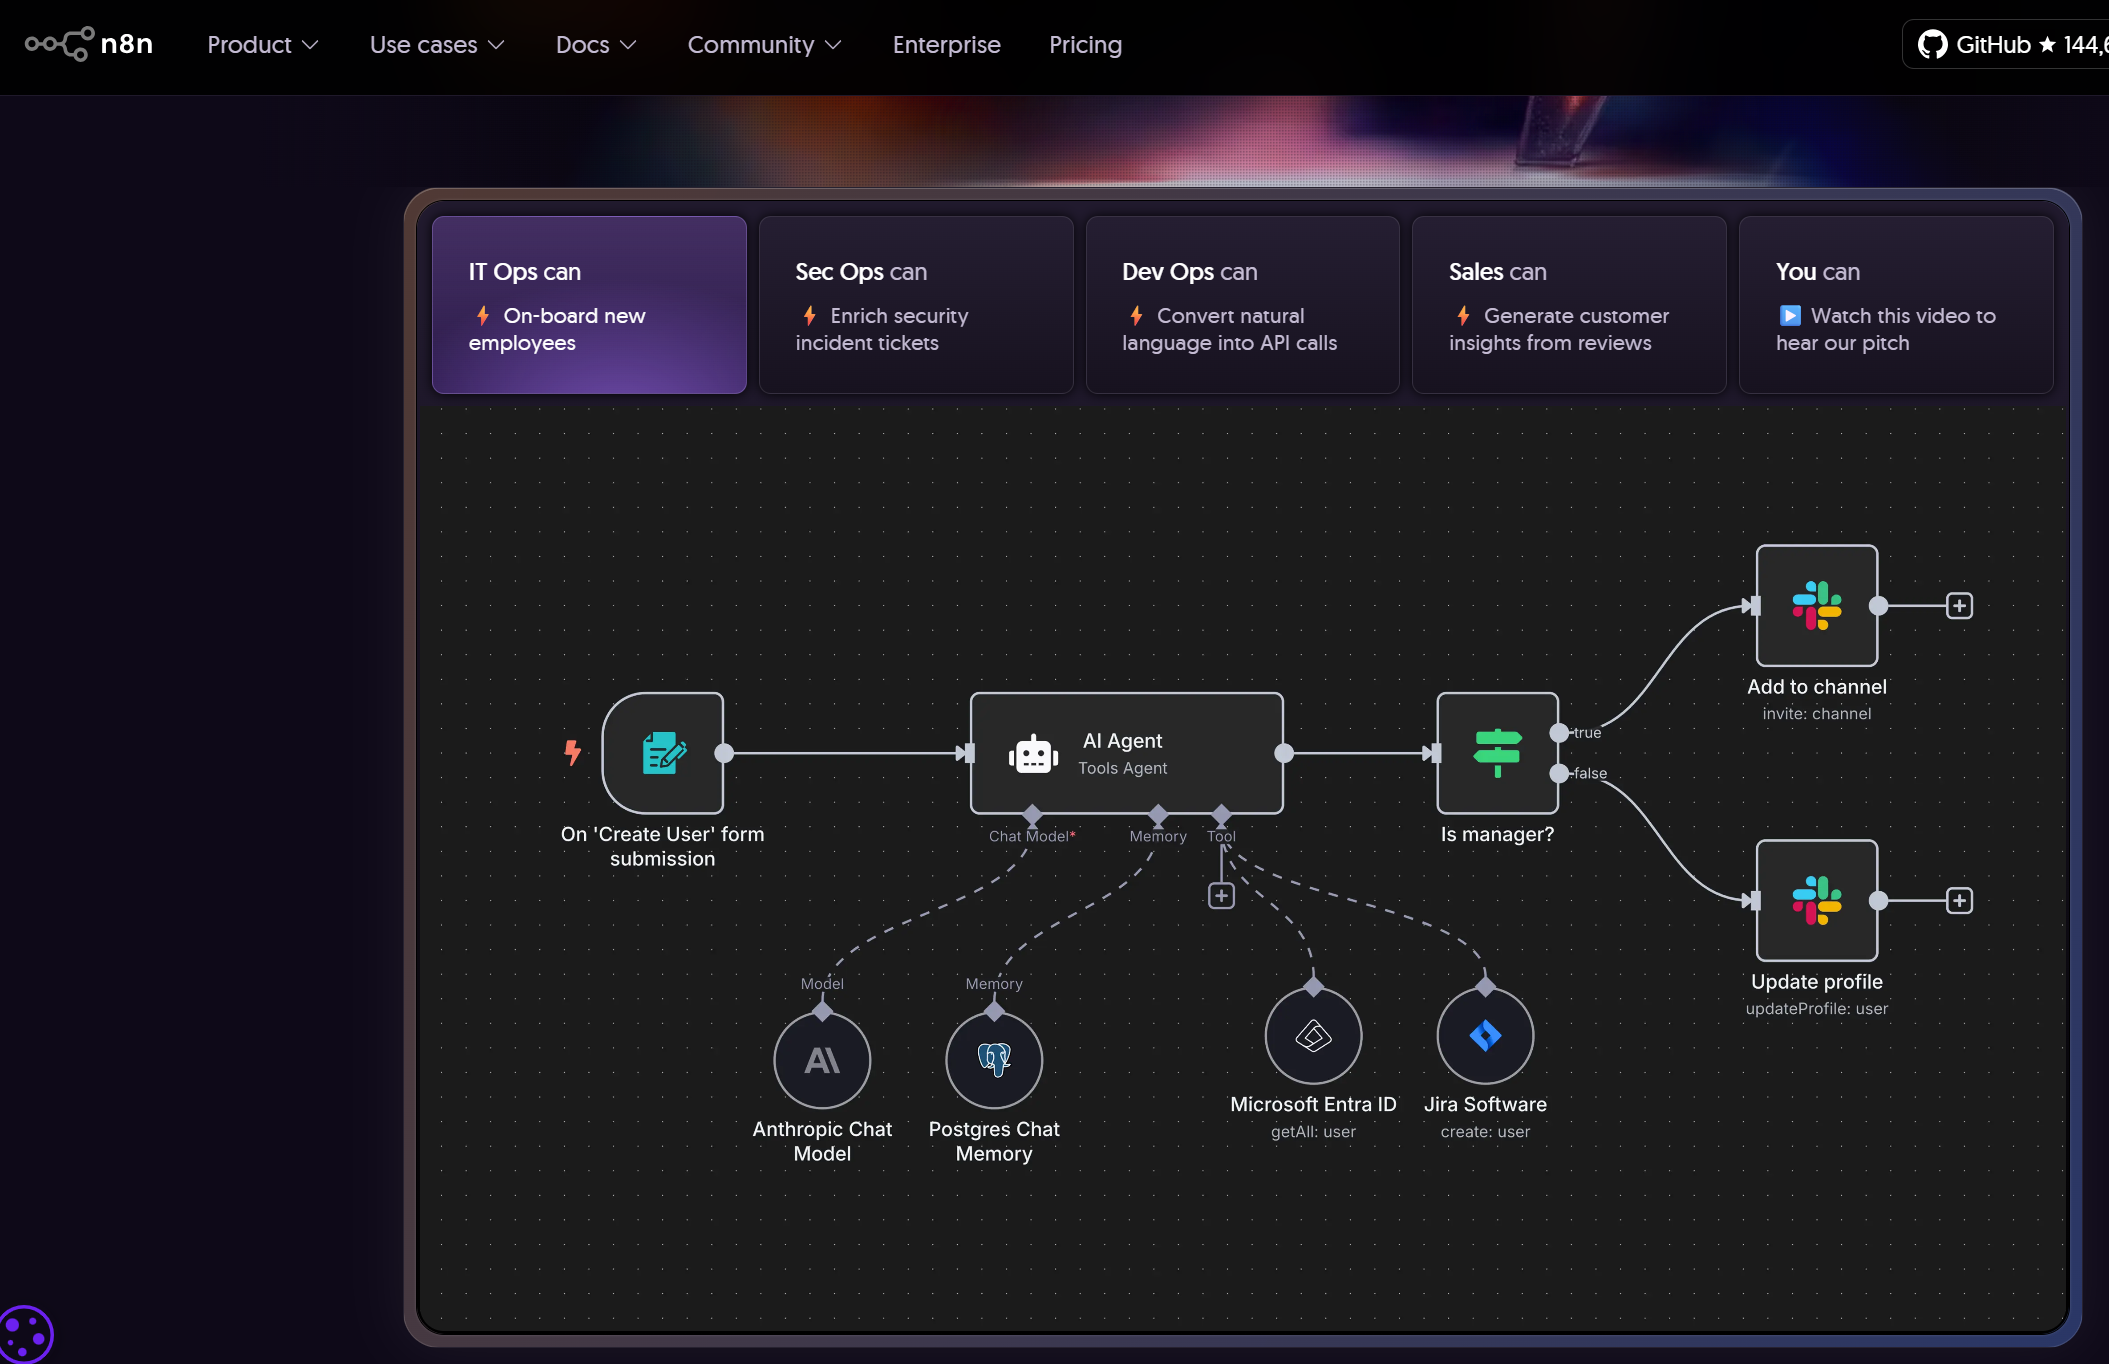 n8n
Product
Use cases
Docs
Community
Enterprise
Pricing
GitHub ★ 144,6
IT Ops can
On-board new
employees
Sec Ops can
Enrich security
incident tickets
Dev Ops can
Convert natural
language into API calls
Sales can
Generate customer
insights from reviews
You can
Watch this video to
hear our pitch
On 'Create User' form
submission
AI Agent
Tools Agent
Chat Model*
Memory
Tool
Is manager?
true
false
Add to channel
invite: channel
Update profile
updateProfile: user
Model
Anthropic Chat
Model
Memory
Postgres Chat
Memory
Microsoft Entra ID
getAll: user
Jira Software
create: user